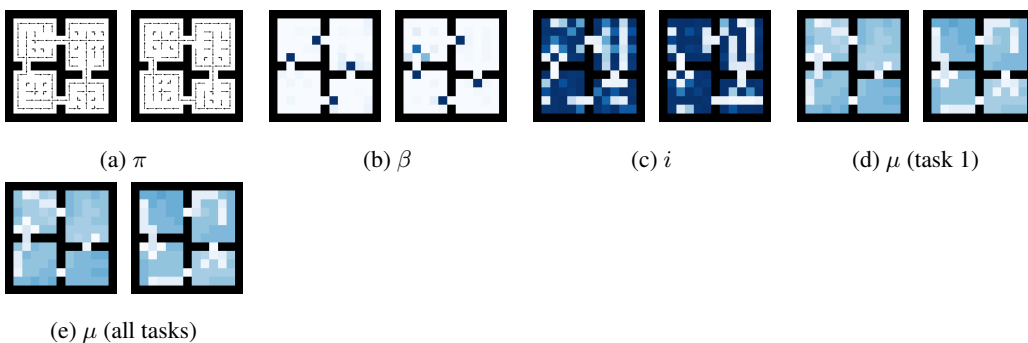 (a) π
(b) β
(c) i
(d) μ (task 1)
(e) μ (all tasks)